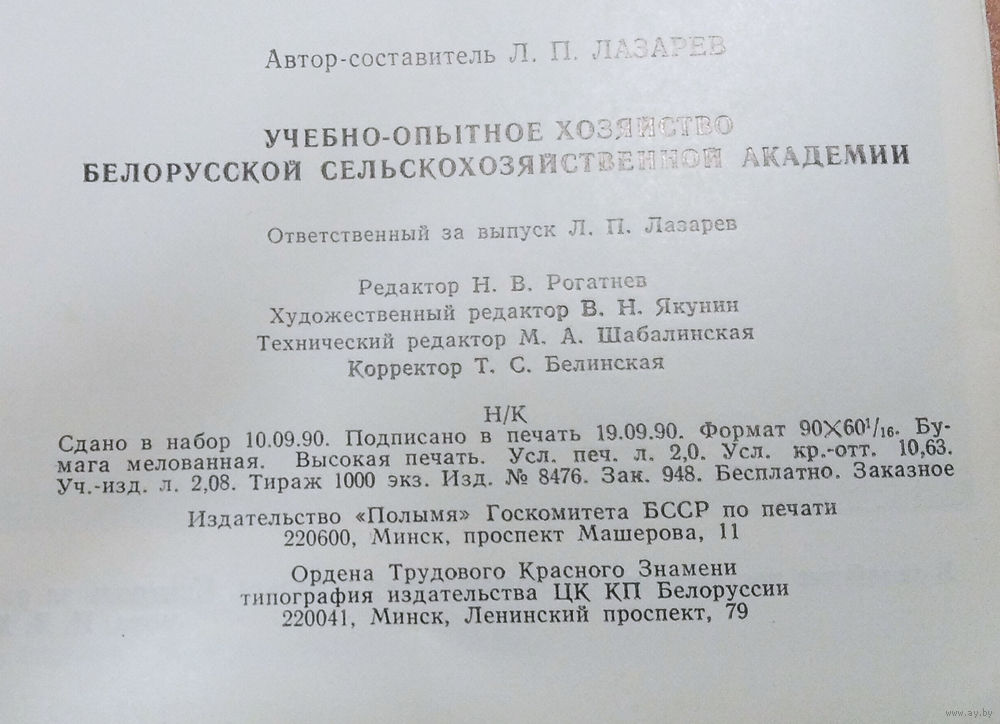 Автор-составитель Л. П. ЛАЗАРЕВ
УЧЕБНО-ОПЫТНОЕ ХОЗЯЙСТВО
БЕЛОРУССКОЙ СЕЛЬСКОХОЗЯЙСТВЕННОЙ АКАДЕМИИ
Ответственный за выпуск Л. П. Лазарев
Редактор Н. В. Рогатнев
Художественный редактор В. Н. Якунин
Технический редактор М. А. Шабалинская
Корректор Т. С. Белинская
Н/К
Сдано в набор 10.09.90. Подписано в печать 19.09.90. Формат 90×60¹/₁₆. Бу-
мага мелованная. Высокая печать. Усл. печ. л. 2,0. Усл. кр.-отт. 10,63.
Уч.-изд. л. 2,08. Тираж 1000 экз. Изд. № 8476. Зак. 948. Бесплатно. Заказное
Издательство «Полымя» Госкомитета БССР по печати
220600, Минск, проспект Машерова, 11
Ордена Трудового Красного Знамени
типография издательства ЦК КП Белоруссии
220041, Минск, Ленинский проспект, 79
www.ay.by